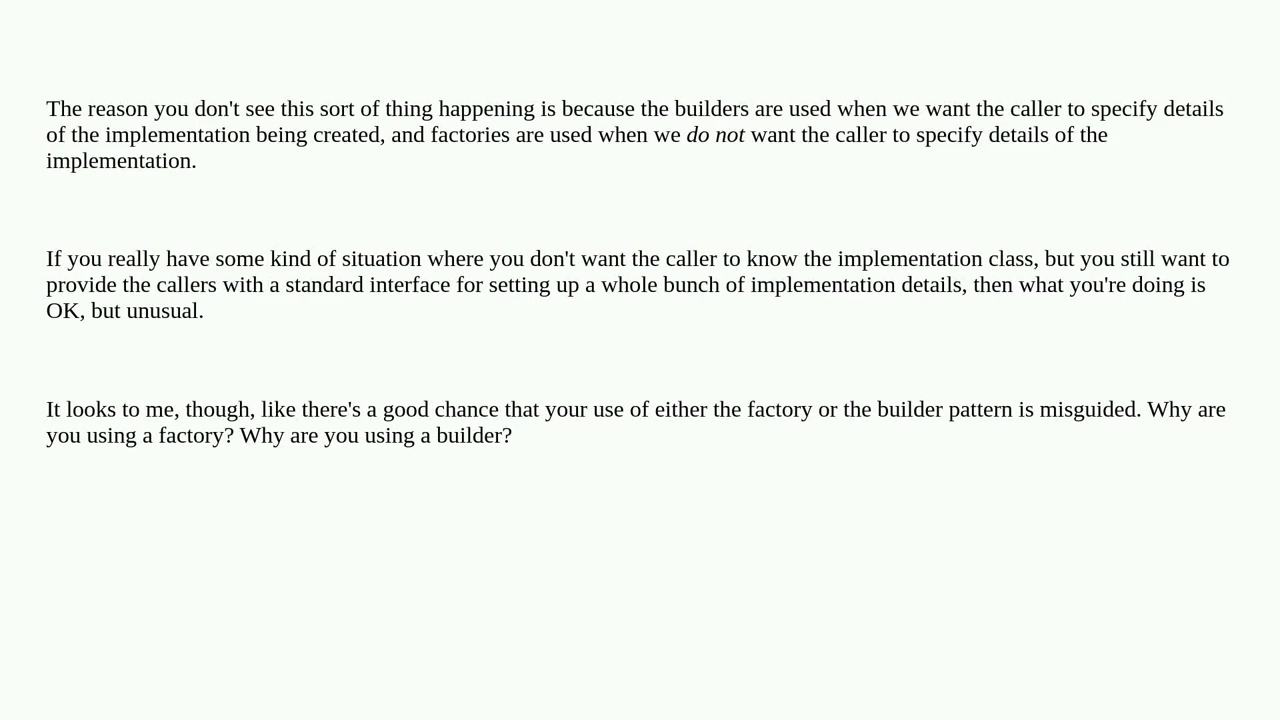 The reason you don't see this sort of thing happening is because the builders are used when we want the caller to specify details
of the implementation being created, and factories are used when we do not want the caller to specify details of the
implementation.
If you really have some kind of situation where you don't want the caller to know the implementation class, but you still want to
provide the callers with a standard interface for setting up a whole bunch of implementation details, then what you're doing is
OK, but unusual.
It looks to me, though, like there's a good chance that your use of either the factory or the builder pattern is misguided. Why are
you using a factory? Why are you using a builder?